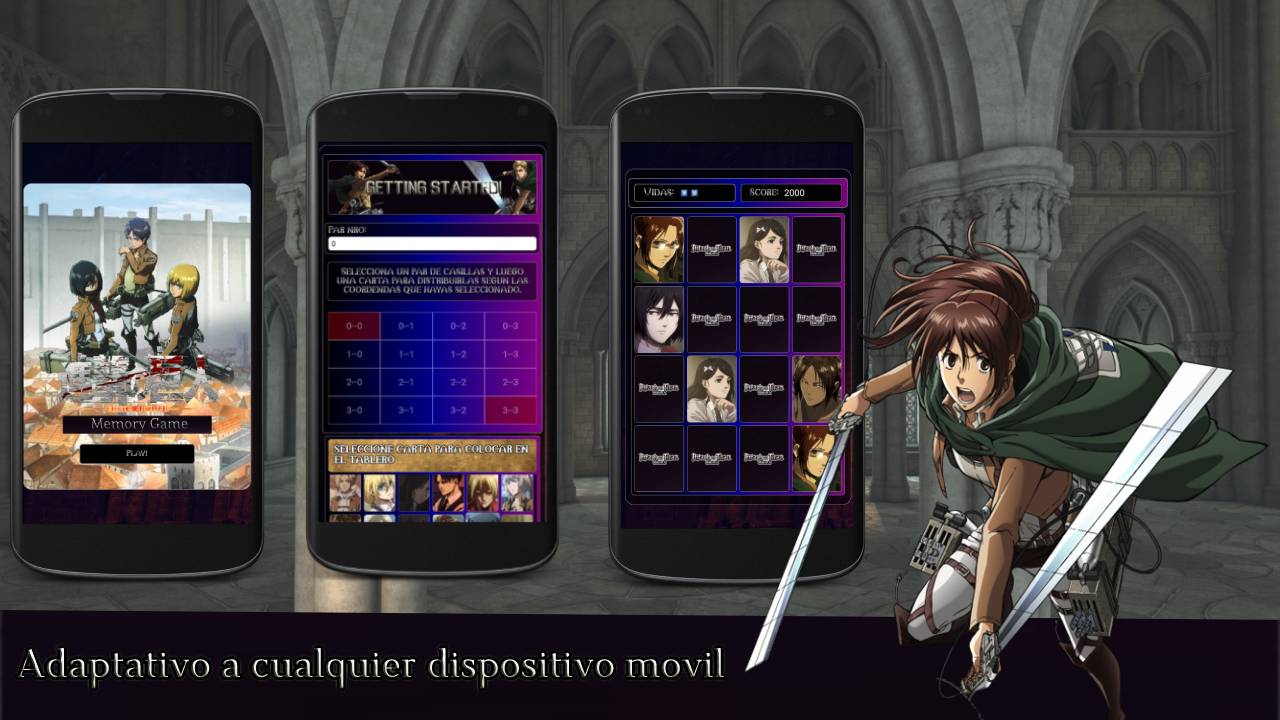 Memory Game
PLAY!
GETTING STARTED!
PAR NRO:
0
SELECCIONA UN PAR DE CASILLAS Y LUEGO
UNA CARTA PARA DISTRIBUIRLAS SEGUN LAS
COORDENDAS QUE HAYAS SELECCIONADO.
0-0 0-1 0-2 0-3
1-0 1-1 1-2 1-3
2-0 2-1 2-2 2-3
3-0 3-1 3-2 3-3
SELECCIONE CARTA PARA COLOCAR EN
EL TABLERO
VIDAS:
SCORE: 2000
Adaptativo a cualquier dispositivo movil